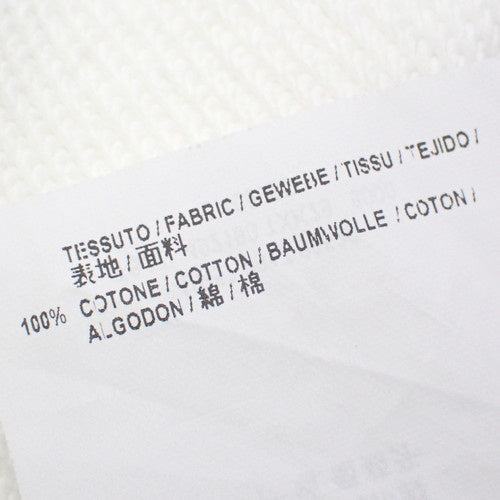 TESSUTO / FABRIC / GEWEBE / TISSU / TEJIDO /
表地 / 面料
100% COTONE / COTTON / BAUMWOLLE / COTON /
ALGODON / 綿 / 棉